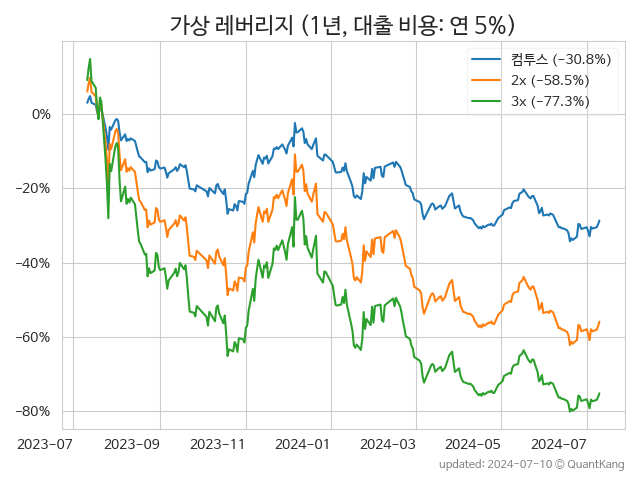 가상 레버리지 (1년, 대출 비용: 연 5%)
컴투스 (−30.8%)
2x (−58.5%)
3x (−77.3%)
0%
−20%
−40%
−60%
−80%
2023-07 2023-09 2023-11 2024-01 2024-03 2024-05 2024-07
updated: 2024-07-10 © QuantKang